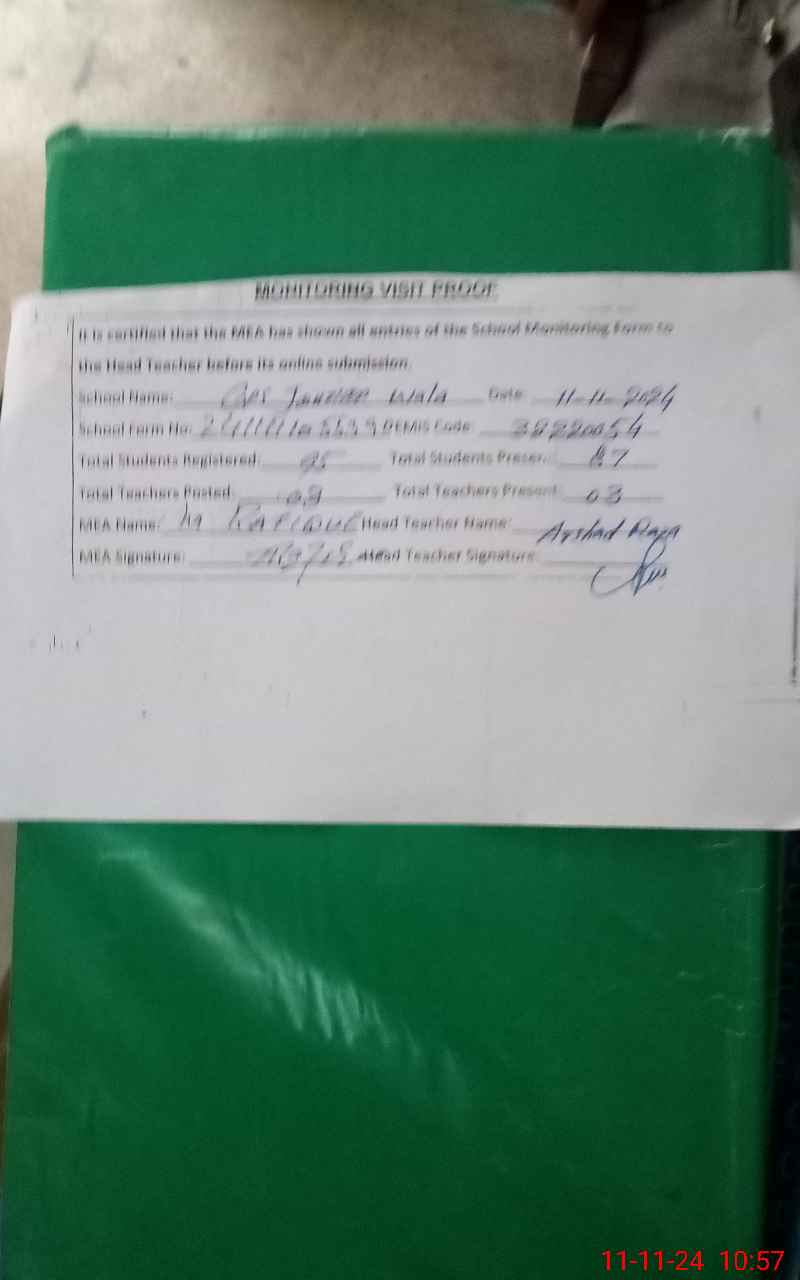 MONITORING VISIT PROOF
It is certified that the MEA has shown all entries of the School Monitoring Form to
the Head Teacher before its online submission.
School Name: GPS Wala Date: 11-11-2024
School Form No: EMIS Code: 38220054
Total Students Registered: 95 Total Students Present: 87
Total Teachers Posted: Total Teachers Present: 03
MEA Name: M RAFIQUE Head Teacher Name: Arshad Raza
MEA Signature: Head Teacher Signature:
11-11-24 10:57